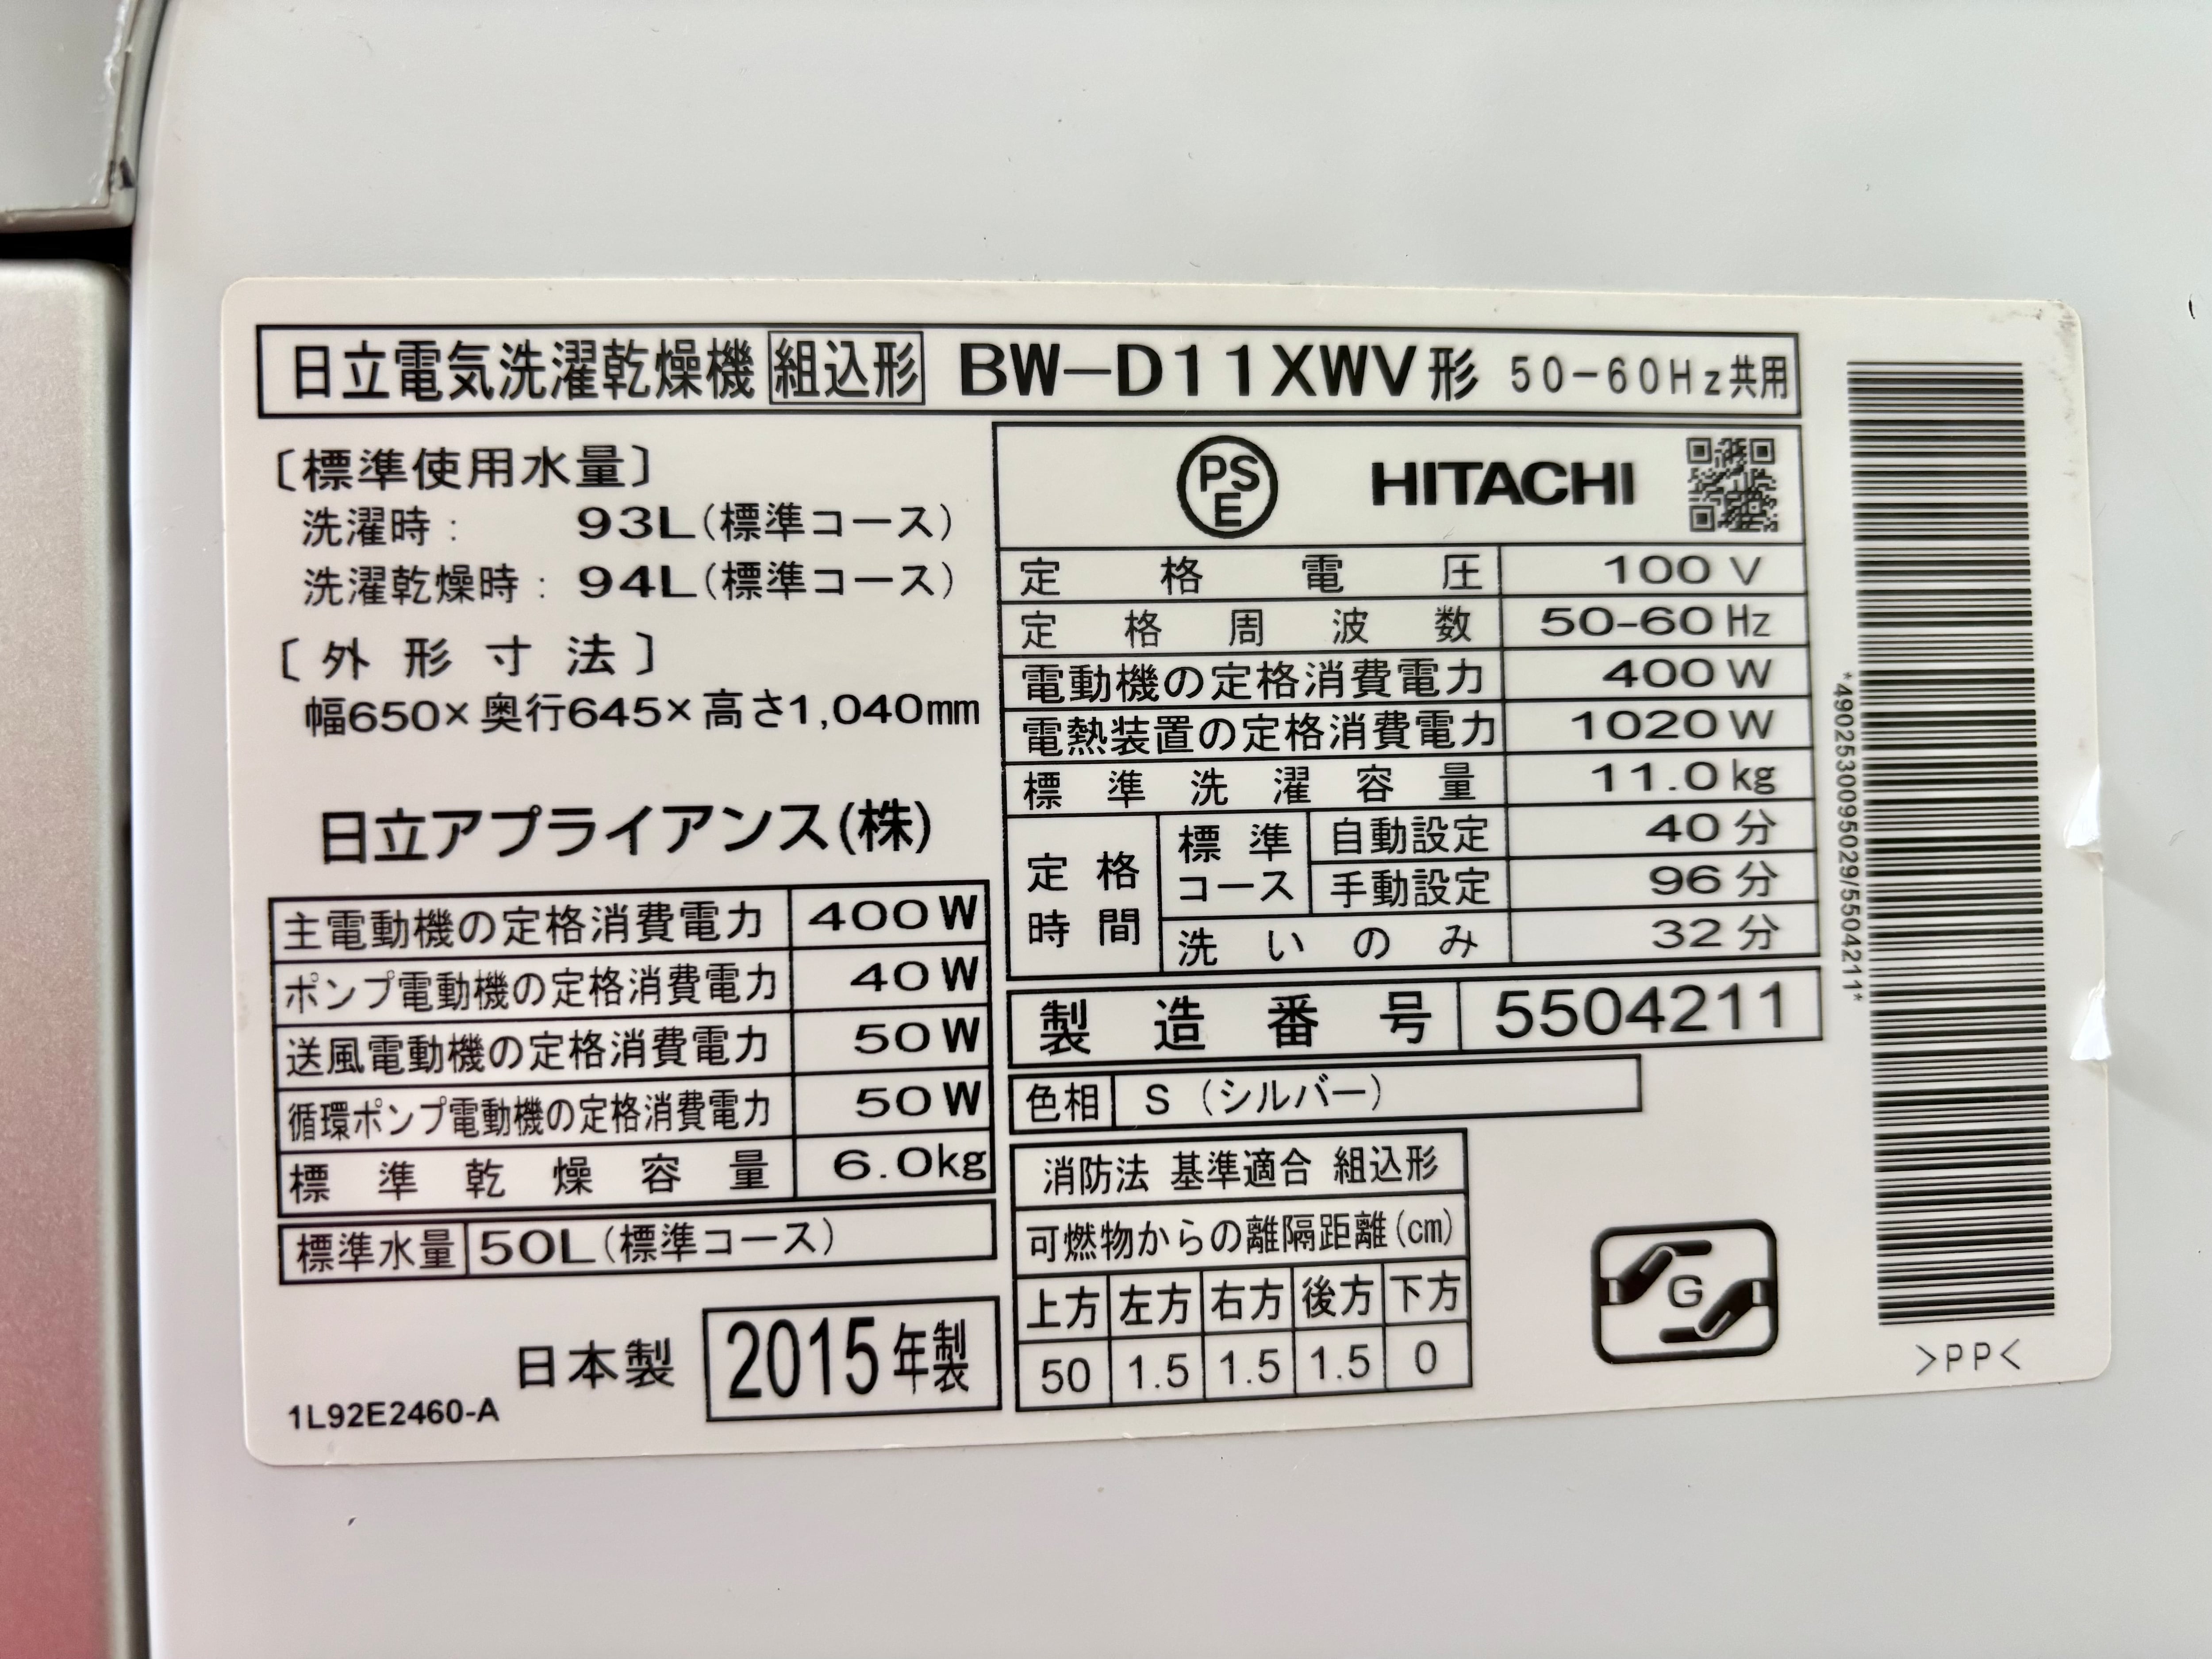 日立電気洗濯乾燥機 組込形 BW-D11XWV形 50-60Hz共用
〔標準使用水量〕
洗濯時: 93L(標準コース)
洗濯乾燥時: 94L(標準コース)
〔外形寸法〕
幅650×奥行645×高さ1,040mm
日立アプライアンス(株)
主電動機の定格消費電力 400W
ポンプ電動機の定格消費電力 40W
送風電動機の定格消費電力 50W
循環ポンプ電動機の定格消費電力 50W
標準乾燥容量 6.0kg
標準水量 50L(標準コース)
日本製 2015年製
1L92E2460-A
PS E HITACHI
定格電圧 100V
定格周波数 50-60Hz
電動機の定格消費電力 400W
電熱装置の定格消費電力 1020W
標準洗濯容量 11.0kg
定格時間 標準コース 自動設定 40分
手動設定 96分
洗いのみ 32分
製造番号 5504211
色相 S (シルバー)
消防法 基準適合 組込形
可燃物からの離隔距離(cm)
上方 左方 右方 後方 下方
50 1.5 1.5 1.5 0
G
*4902530095029/5504211*
>PP<